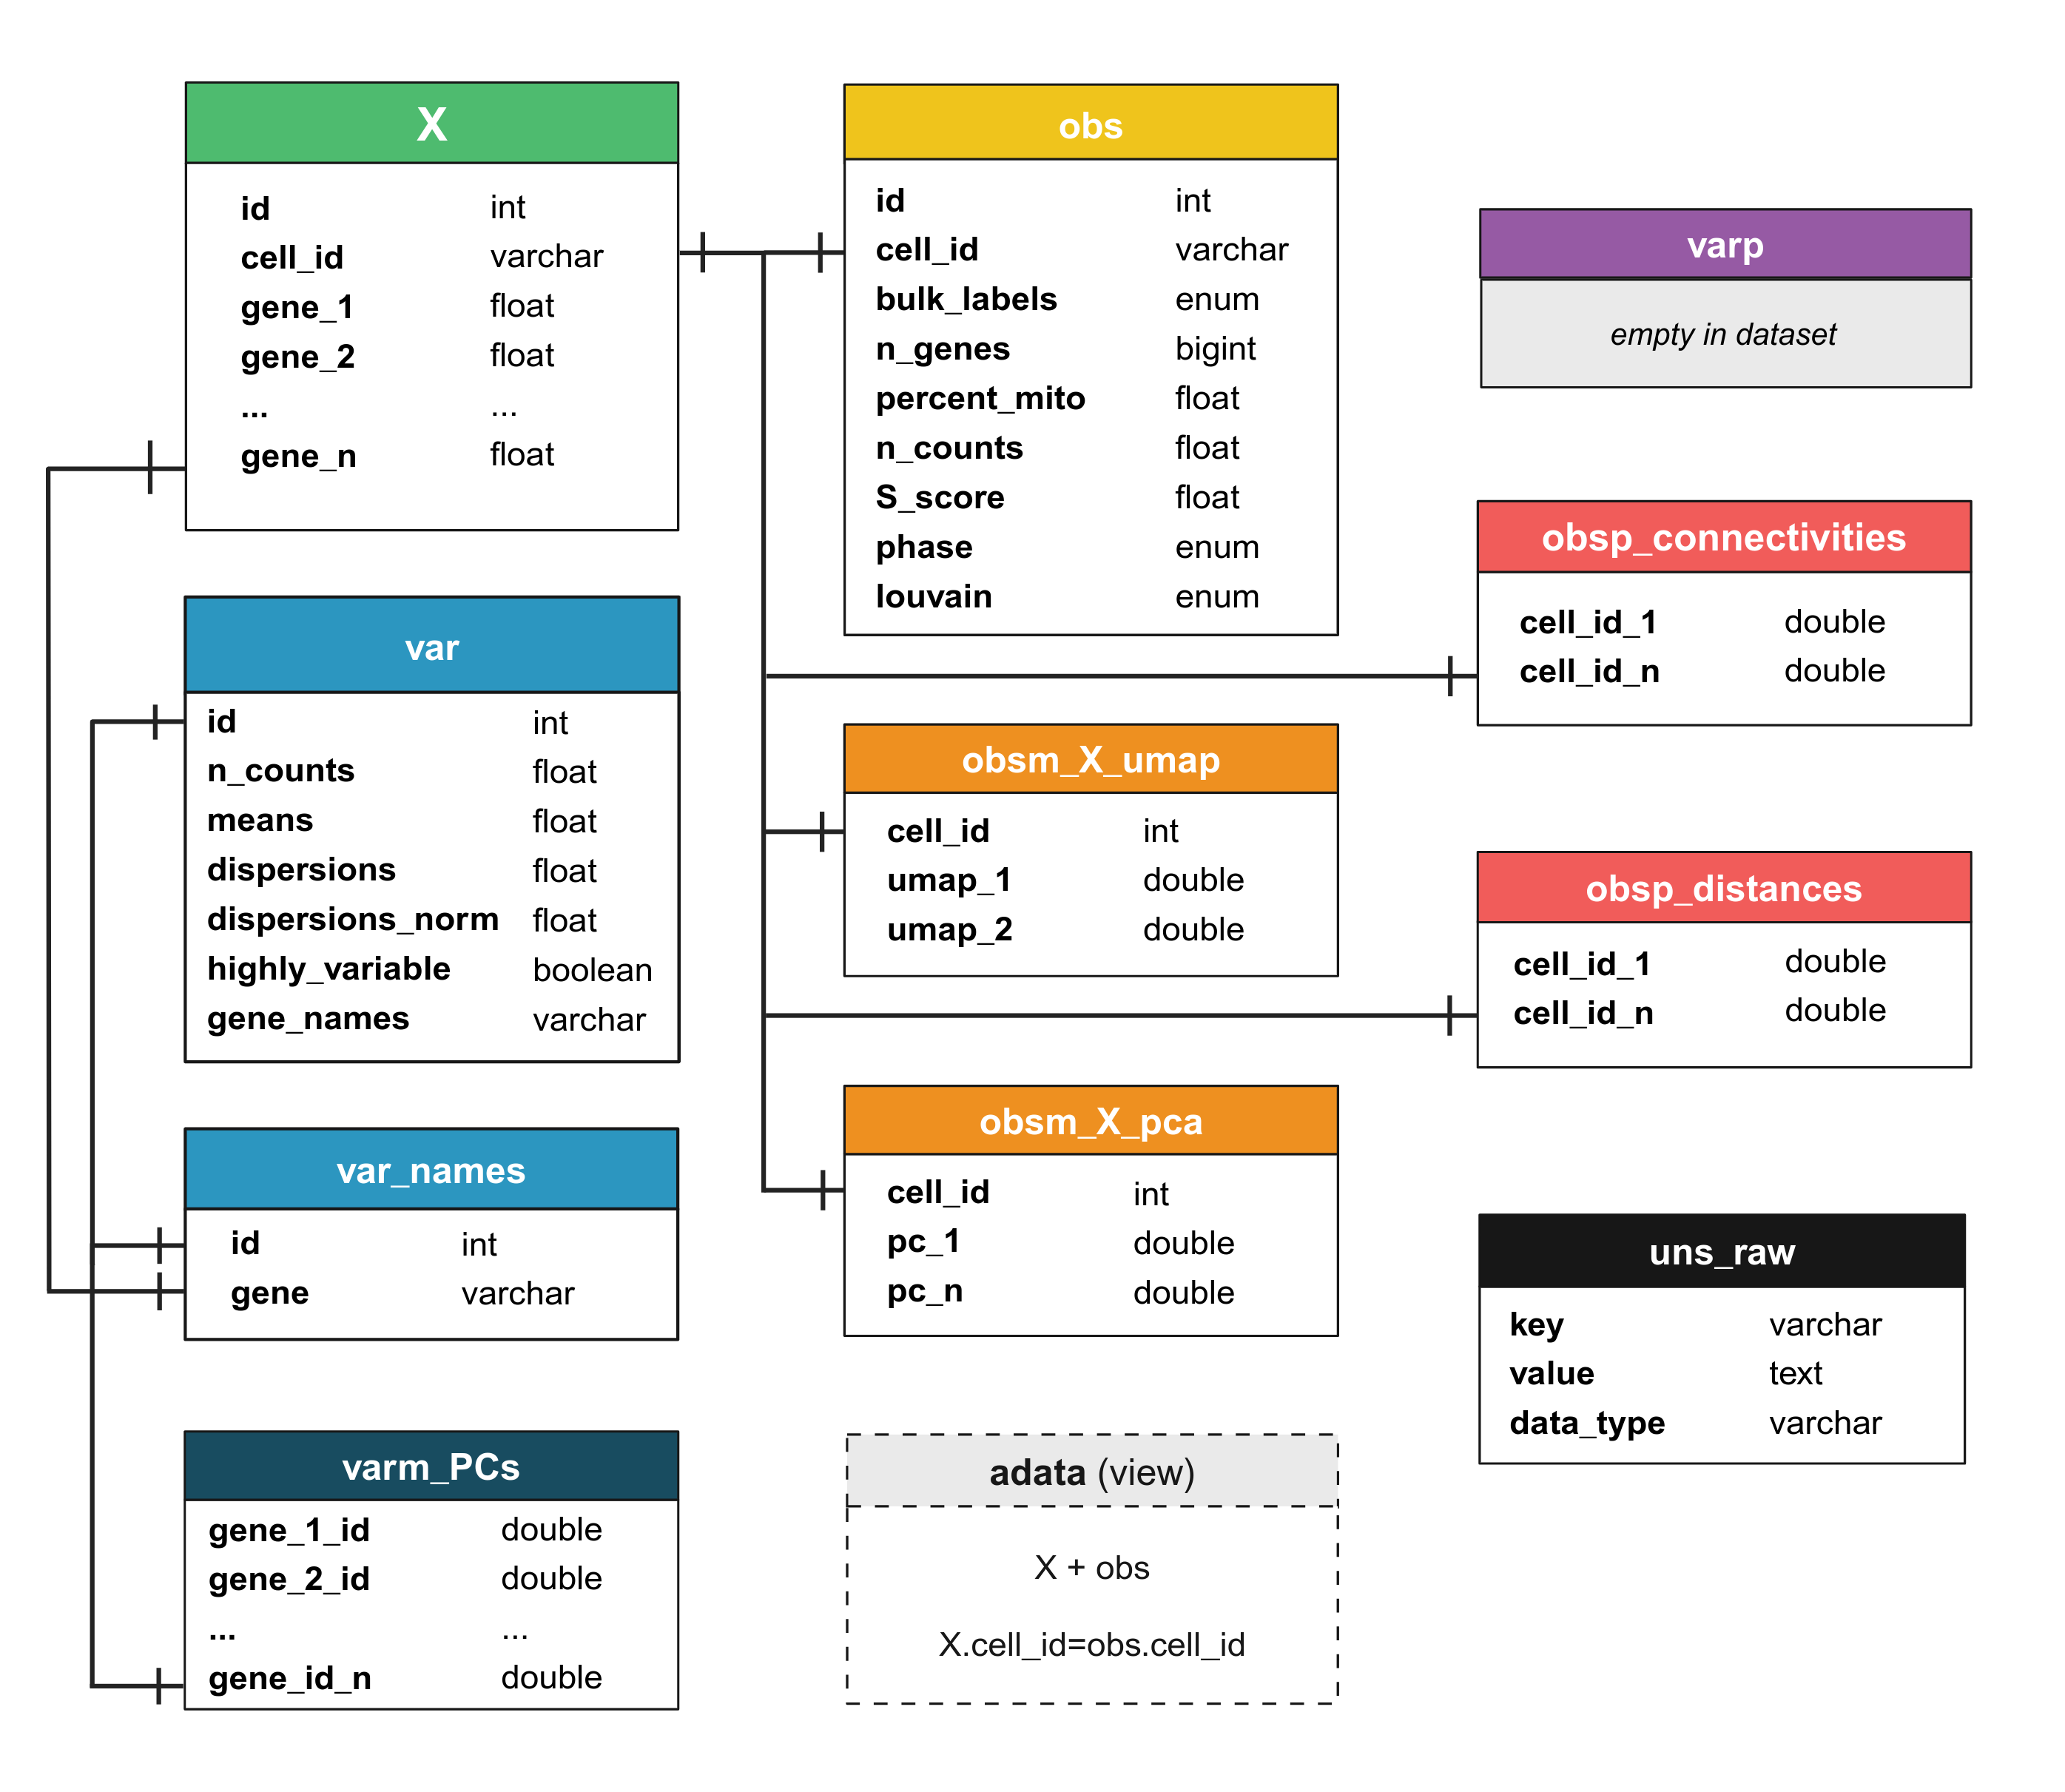 X
id int
cell_id varchar
gene_1 float
gene_2 float
... ...
gene_n float
var
id int
n_counts float
means float
dispersions float
dispersions_norm float
highly_variable boolean
gene_names varchar
var_names
id int
gene varchar
varm_PCs
gene_1_id double
gene_2_id double
... ...
gene_id_n double
obs
id int
cell_id varchar
bulk_labels enum
n_genes bigint
percent_mito float
n_counts float
S_score float
phase enum
louvain enum
obsm_X_umap
cell_id int
umap_1 double
umap_2 double
obsm_X_pca
cell_id int
pc_1 double
pc_n double
adata (view)
X + obs
X.cell_id=obs.cell_id
varp
empty in dataset
obsp_connectivities
cell_id_1 double
cell_id_n double
obsp_distances
cell_id_1 double
cell_id_n double
uns_raw
key varchar
value text
data_type varchar